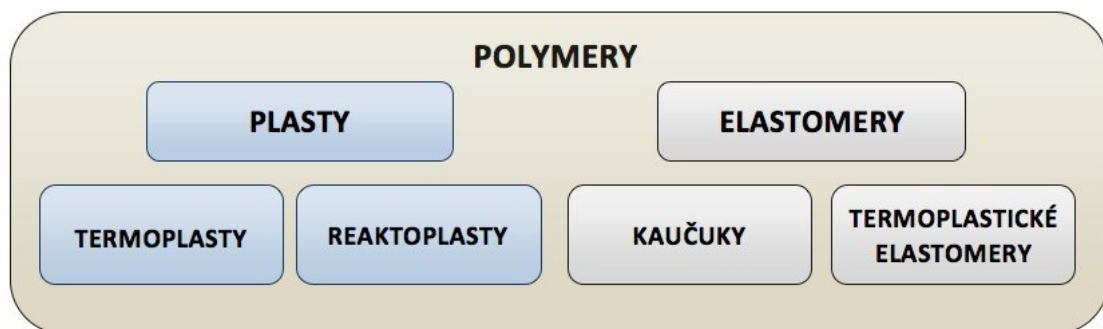 POLYMERY
PLASTY
ELASTOMERY
TERMOPLASTY
REAKTOPLASTY
KAUČUKY
TERMOPLASTICKÉ
ELASTOMERY